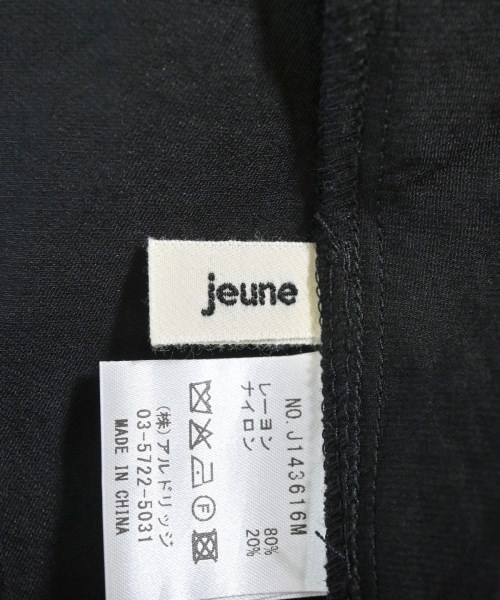 jeune
NO.J143616M
レーヨン 80%
ナイロン 20%
(株)アルドリッジ
03-5722-5031
MADE IN CHINA